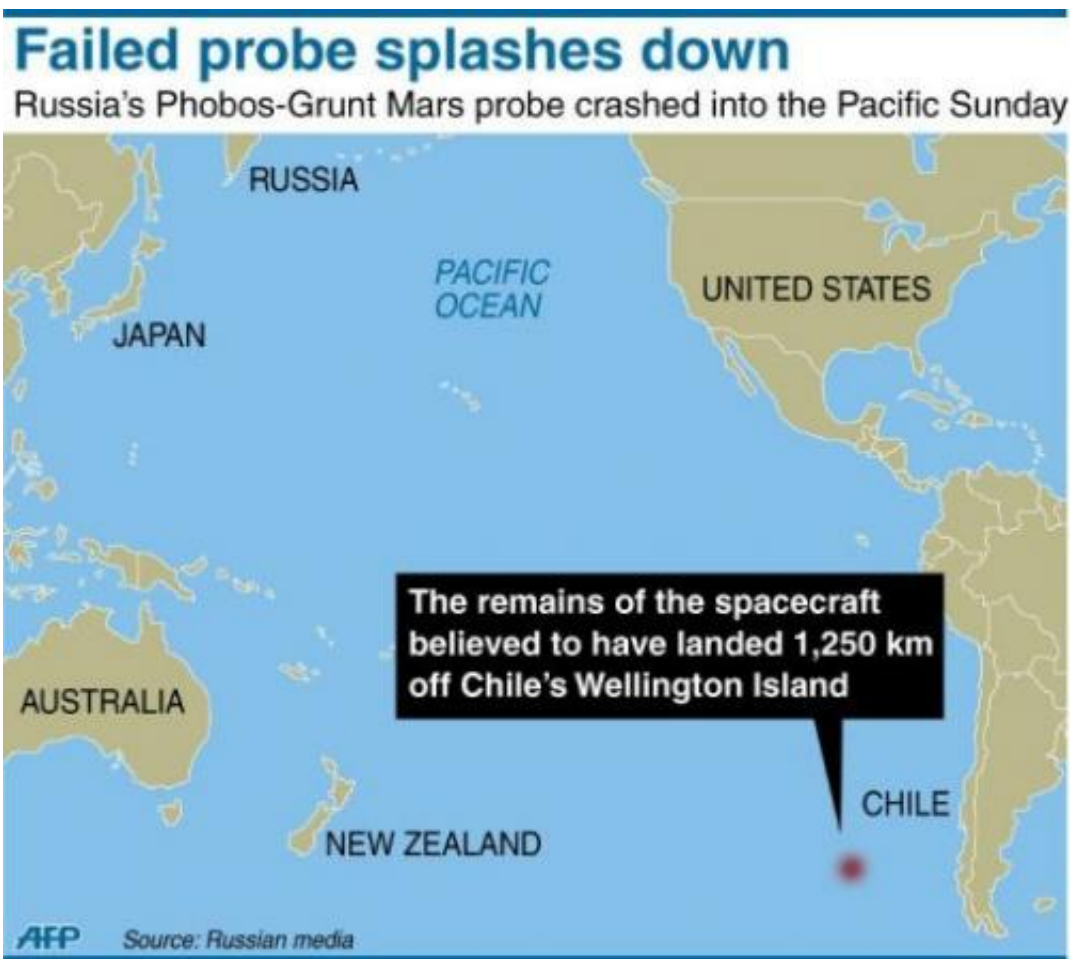 Failed probe splashes down
Russia's Phobos-Grunt Mars probe crashed into the Pacific Sunday
RUSSIA
PACIFIC
OCEAN
UNITED STATES
JAPAN
The remains of the spacecraft
believed to have landed 1,250 km
off Chile's Wellington Island
AUSTRALIA
CHILE
NEW ZEALAND
AFP Source: Russian media